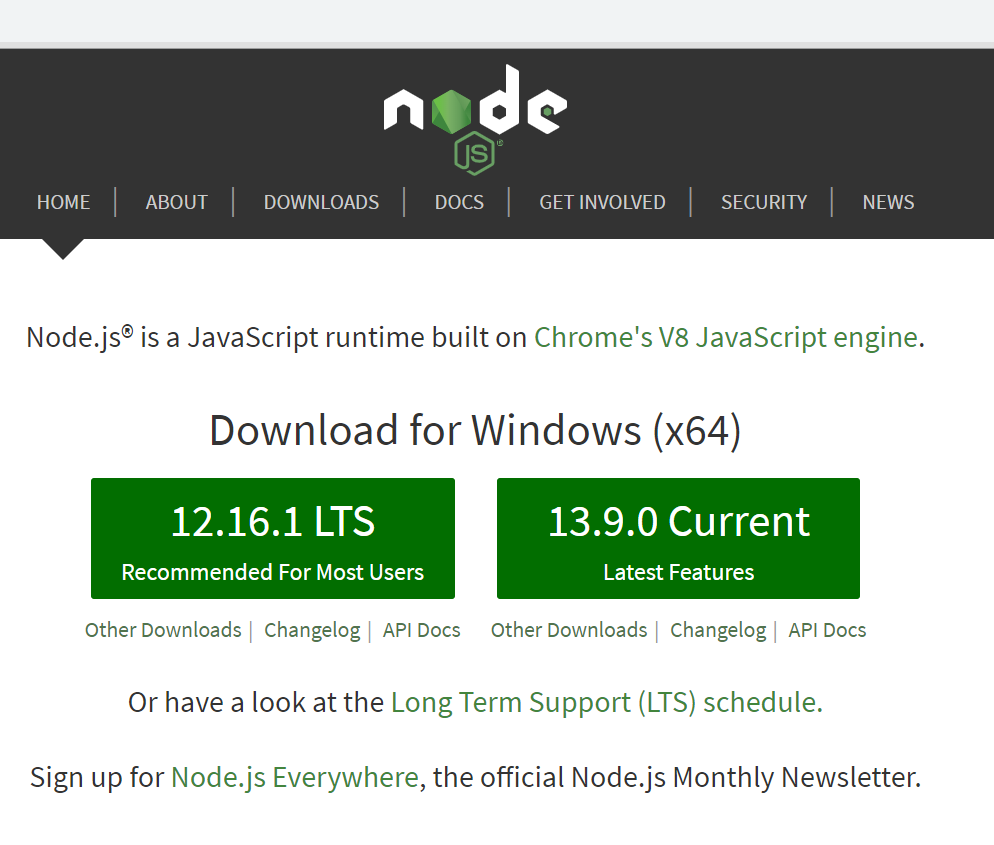 node
JS
HOME | ABOUT | DOWNLOADS | DOCS | GET INVOLVED | SECURITY | NEWS
Node.js® is a JavaScript runtime built on Chrome's V8 JavaScript engine.
Download for Windows (x64)
12.16.1 LTS
Recommended For Most Users
13.9.0 Current
Latest Features
Other Downloads | Changelog | API Docs
Other Downloads | Changelog | API Docs
Or have a look at the Long Term Support (LTS) schedule.
Sign up for Node.js Everywhere, the official Node.js Monthly Newsletter.